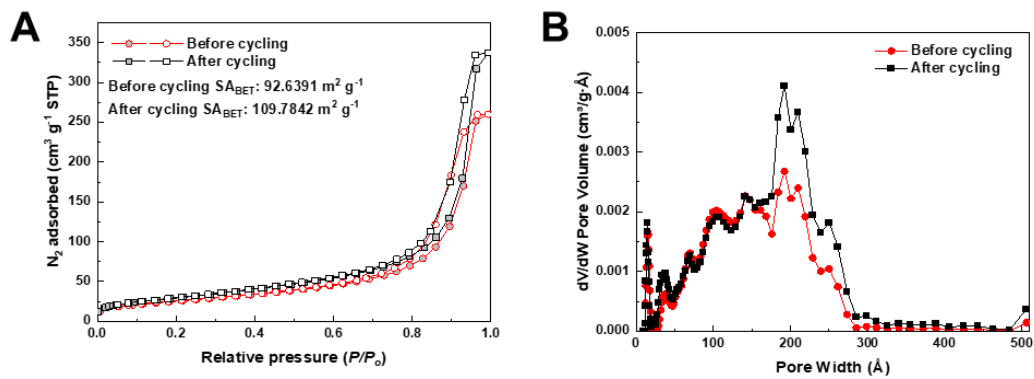 A
Before cycling
After cycling
Before cycling SA_BET: 92.6391 m² g⁻¹
After cycling SA_BET: 109.7842 m² g⁻¹
N₂ adsorbed (cm³ g⁻¹ STP)
350
300
250
200
150
100
50
0
0.0 0.2 0.4 0.6 0.8 1.0
Relative pressure (P/Pₒ)
B
Before cycling
After cycling
dV/dW Pore Volume (cm³/g·Å)
0.005
0.004
0.003
0.002
0.001
0.000
0 100 200 300 400 500
Pore Width (Å)